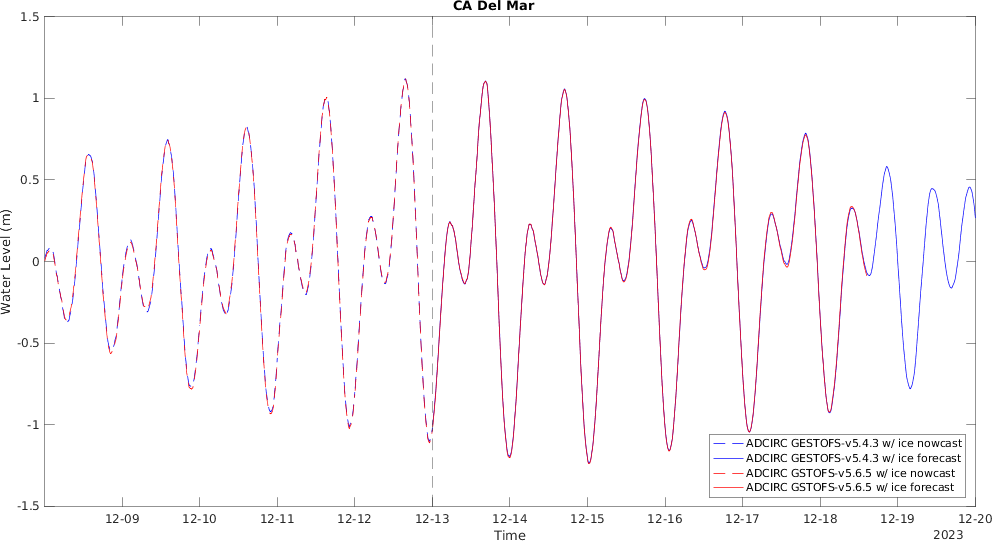 CA Del Mar
1.5
1
0.5
0
-0.5
-1
-1.5
Water Level (m)
12-09 12-10 12-11 12-12 12-13 12-14 12-15 12-16 12-17 12-18 12-19 12-20
Time
2023
ADCIRC GESTOFS-v5.4.3 w/ ice nowcast
ADCIRC GESTOFS-v5.4.3 w/ ice forecast
ADCIRC GSTOFS-v5.6.5 w/ ice nowcast
ADCIRC GSTOFS-v5.6.5 w/ ice forecast